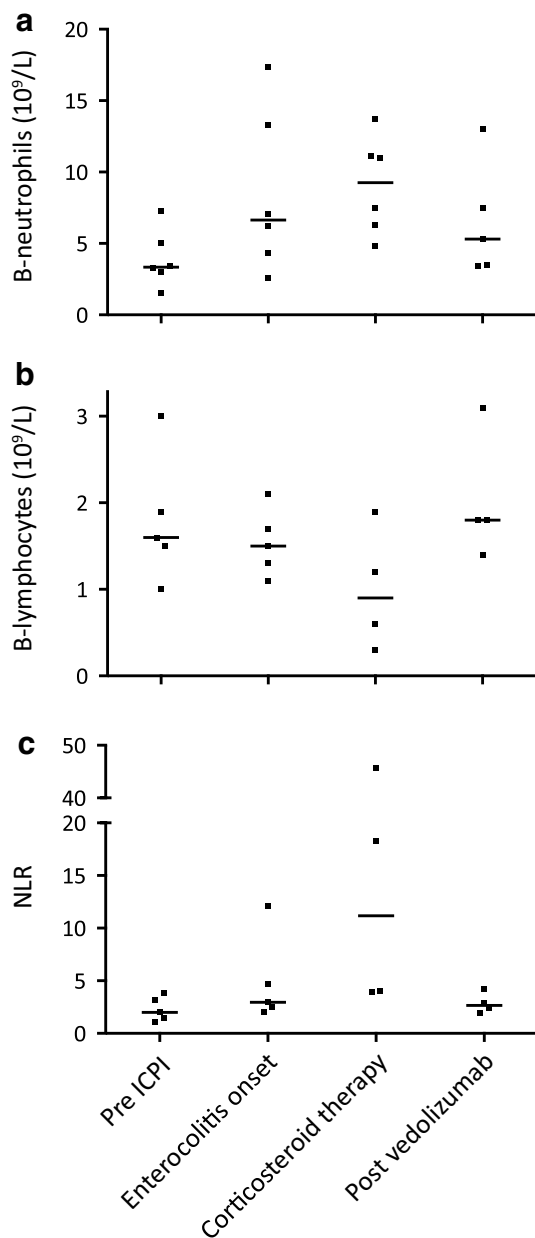 a
B-neutrophils (10⁹/L)
20
15
10
5
0
b
B-lymphocytes (10⁹/L)
3
2
1
0
c
NLR
50
40
20
15
10
5
0
Pre ICPI
Enterocolitis onset
Corticosteroid therapy
Post vedolizumab